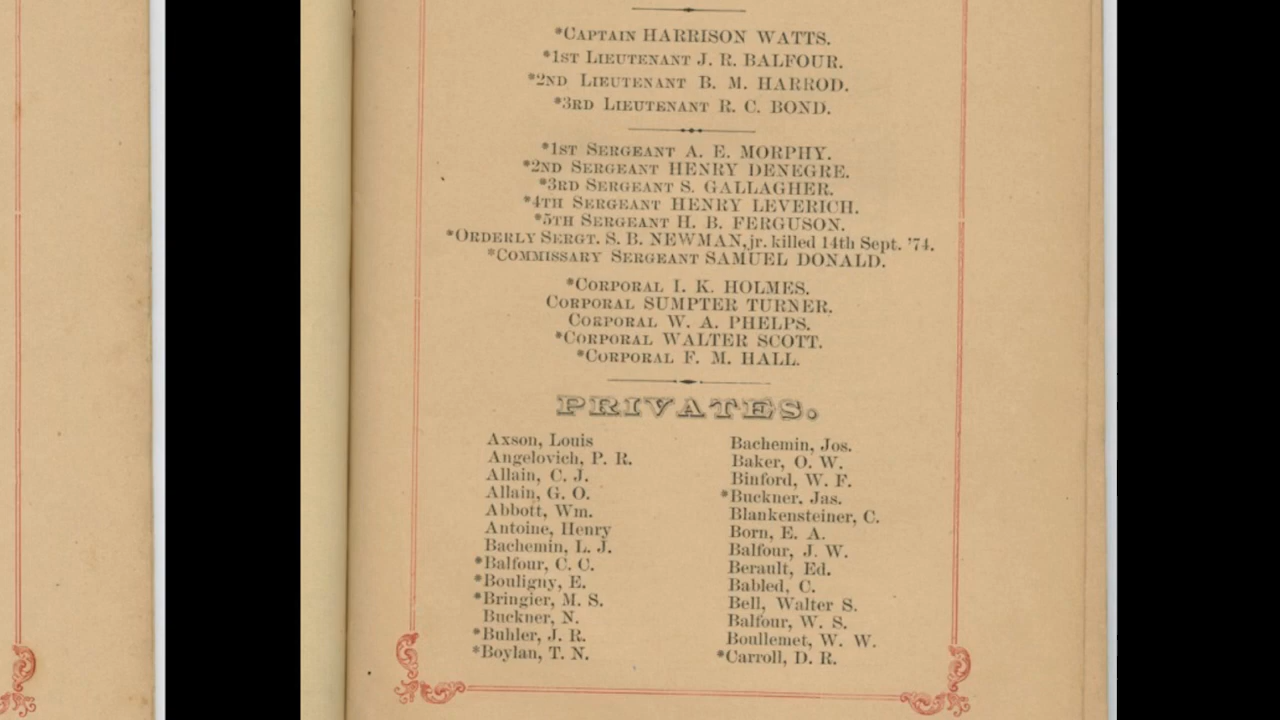 *CAPTAIN HARRISON WATTS.
*1ST LIEUTENANT J. R. BALFOUR.
*2ND LIEUTENANT B. M. HARROD.
*3RD LIEUTENANT R. C. BOND.
*1ST SERGEANT A. E. MORPHY.
*2ND SERGEANT HENRY DENEGRE.
*3RD SERGEANT S. GALLAGHER.
*4TH SERGEANT HENRY LEVERICH.
*5TH SERGEANT H. B. FERGUSON.
*ORDERLY SERGT. S. B. NEWMAN, jr. killed 14th Sept. '74.
*COMMISSARY SERGEANT SAMUEL DONALD.
*CORPORAL I. K. HOLMES.
CORPORAL SUMPTER TURNER.
CORPORAL W. A. PHELPS.
*CORPORAL WALTER SCOTT.
*CORPORAL F. M. HALL.
PRIVATES.
Axson, Louis
Angelovich, P. R.
Allain, C. J.
Allain, G. O.
Abbott, Wm.
Antoine, Henry
Bachemin, L. J.
*Balfour, C. C.
*Bouligny, E.
*Bringier, M. S.
Buckner, N.
*Buhler, J. R.
*Boylan, T. N.
Bachemin, Jos.
Baker, O. W.
Binford, W. F.
*Buckner, Jas.
Blankensteiner, C.
Born, E. A.
Balfour, J. W.
Berault, Ed.
Babled, C.
Bell, Walter S.
Balfour, W. S.
Boullemet, W. W.
*Carroll, D. R.